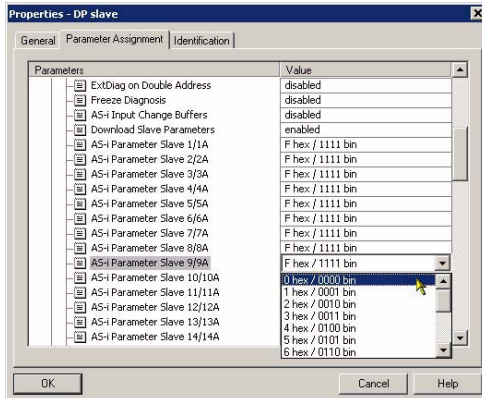 Properties - DP slave
General Parameter Assignment Identification
Parameters Value
ExtDiag on Double Address disabled
Freeze Diagnosis disabled
AS-i Input Change Buffers disabled
Download Slave Parameters enabled
AS-i Parameter Slave 1/1A F hex / 1111 bin
AS-i Parameter Slave 2/2A F hex / 1111 bin
AS-i Parameter Slave 3/3A F hex / 1111 bin
AS-i Parameter Slave 4/4A F hex / 1111 bin
AS-i Parameter Slave 5/5A F hex / 1111 bin
AS-i Parameter Slave 6/6A F hex / 1111 bin
AS-i Parameter Slave 7/7A F hex / 1111 bin
AS-i Parameter Slave 8/8A F hex / 1111 bin
AS-i Parameter Slave 9/9A F hex / 1111 bin
AS-i Parameter Slave 10/10A 0 hex / 0000 bin
AS-i Parameter Slave 11/11A 1 hex / 0001 bin
AS-i Parameter Slave 12/12A 2 hex / 0010 bin
3 hex / 0011 bin
AS-i Parameter Slave 13/13A 4 hex / 0100 bin
AS-i Parameter Slave 14/14A 5 hex / 0101 bin
6 hex / 0110 bin
OK Cancel Help